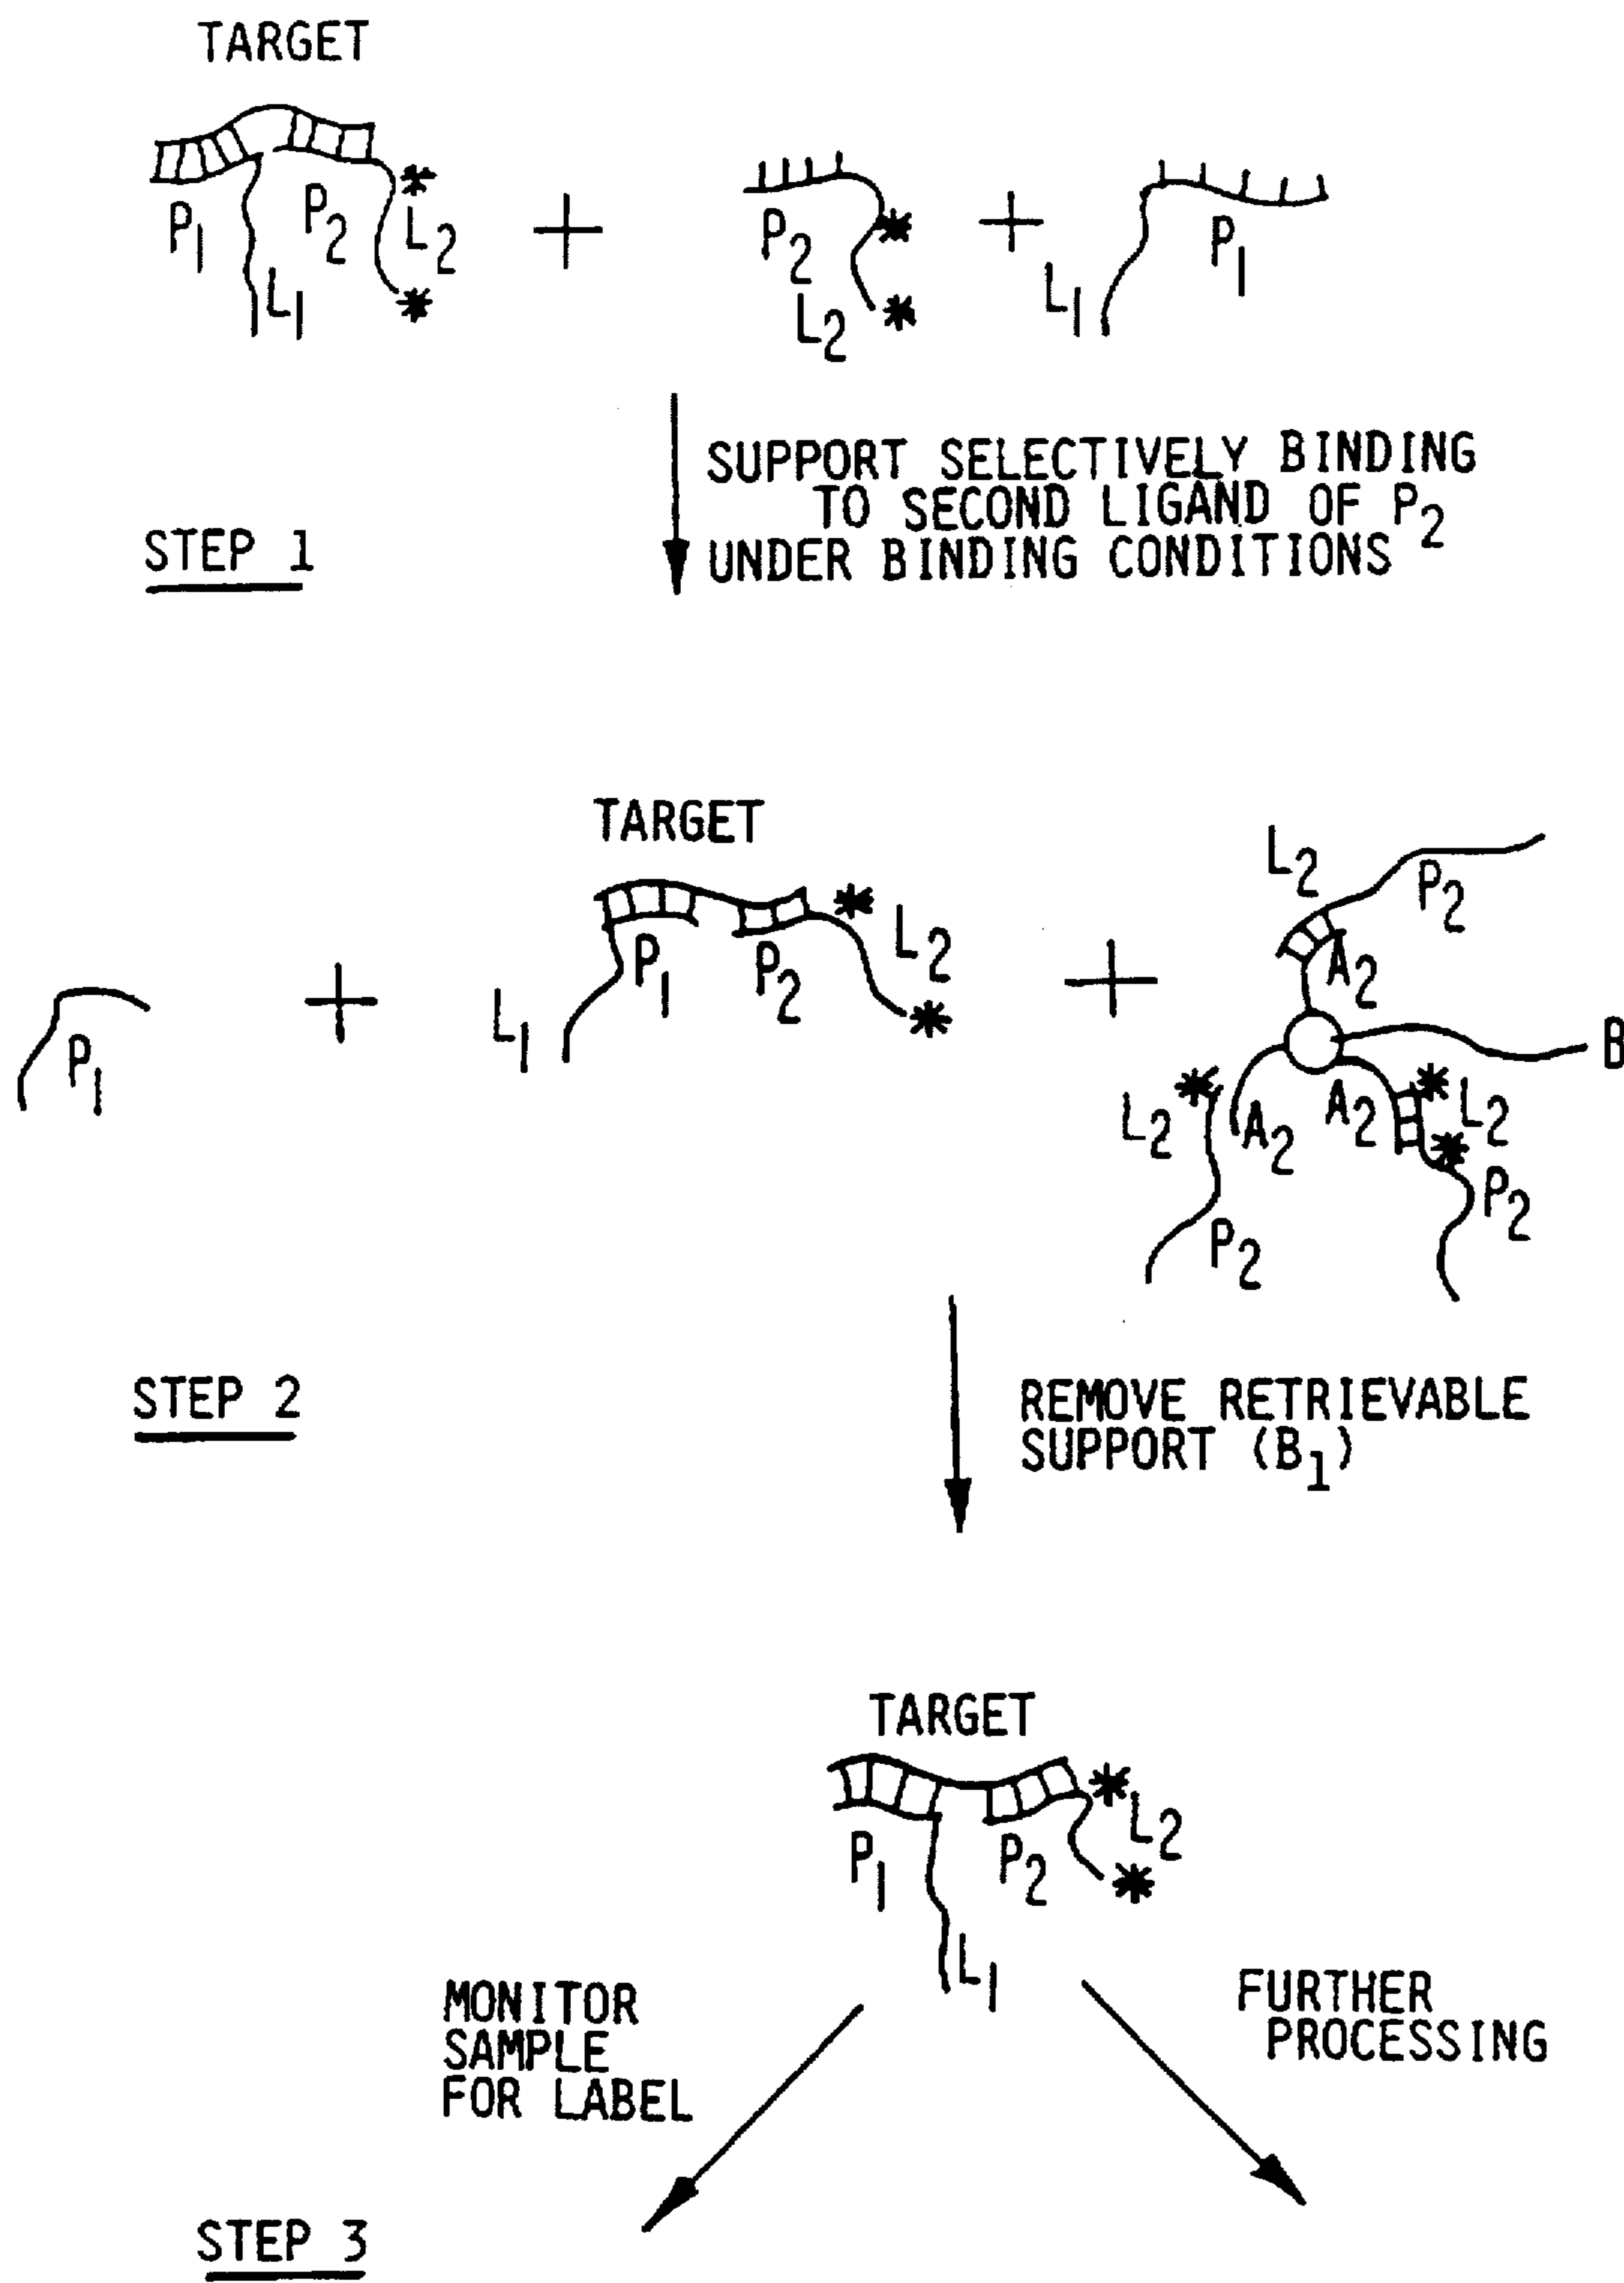 TARGET
P1 L1 P2 L2 * * + P2 L2 * * + L1 P1
STEP 1
SUPPORT SELECTIVELY BINDING
TO SECOND LIGAND OF P2
UNDER BINDING CONDITIONS
TARGET
P1 + L1 P1 P2 * L2 * +
L2 P2
A2
B
* L2 A2 A2 * L2 *
P2 P2
STEP 2
REMOVE RETRIEVABLE
SUPPORT (B1)
TARGET
P1 L1 P2 * L2 *
MONITOR
SAMPLE
FOR LABEL
FURTHER
PROCESSING
STEP 3